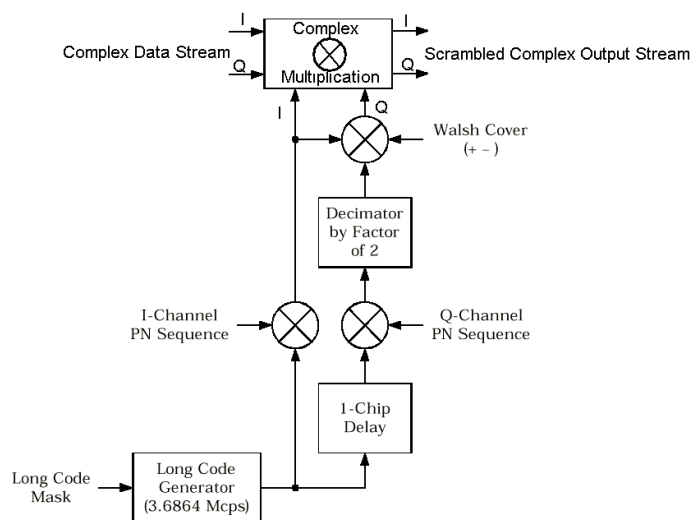 I
Complex
I
Complex Data Stream
Scrambled Complex Output Stream
Q
Multiplication
Q
I
Q
Walsh Cover
(+ – )
Decimator
by Factor
of 2
I-Channel
PN Sequence
Q-Channel
PN Sequence
1-Chip
Delay
Long Code
Mask
Long Code
Generator
(3.6864 Mcps)